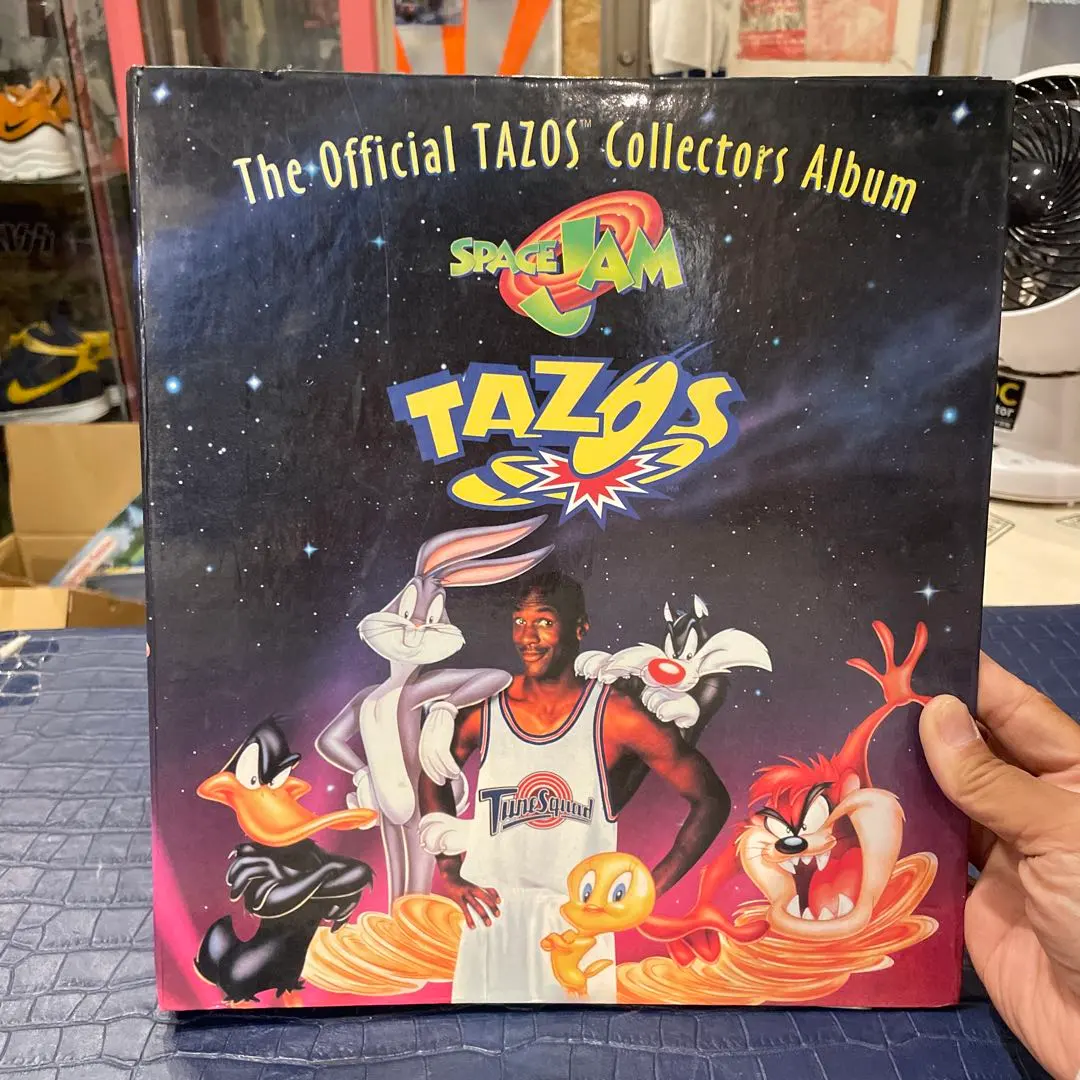 The Official TAZOS™ Collectors Album
SPACE JAM
TAZOS
TuneSquad